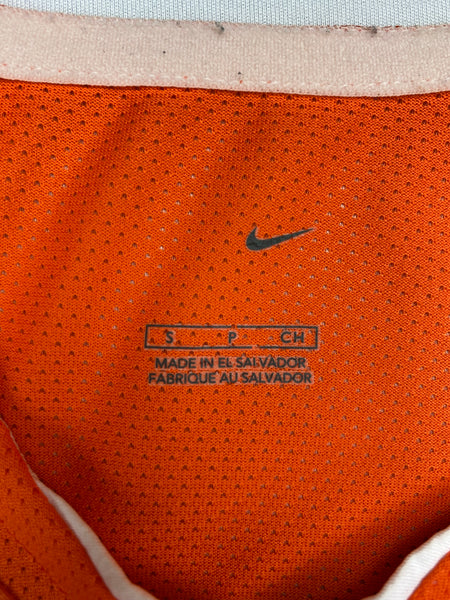 S P CH
MADE IN EL SALVADOR
FABRIQUE AU SALVADOR